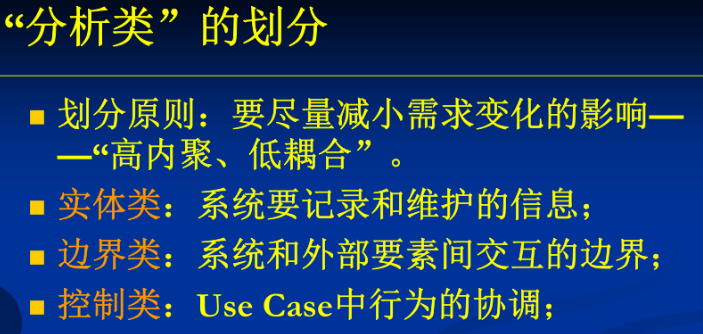 “分析类”的划分
划分原则：要尽量减小需求变化的影响—
—“高内聚、低耦合”。
实体类：系统要记录和维护的信息；
边界类：系统和外部要素间交互的边界；
控制类：Use Case中行为的协调；